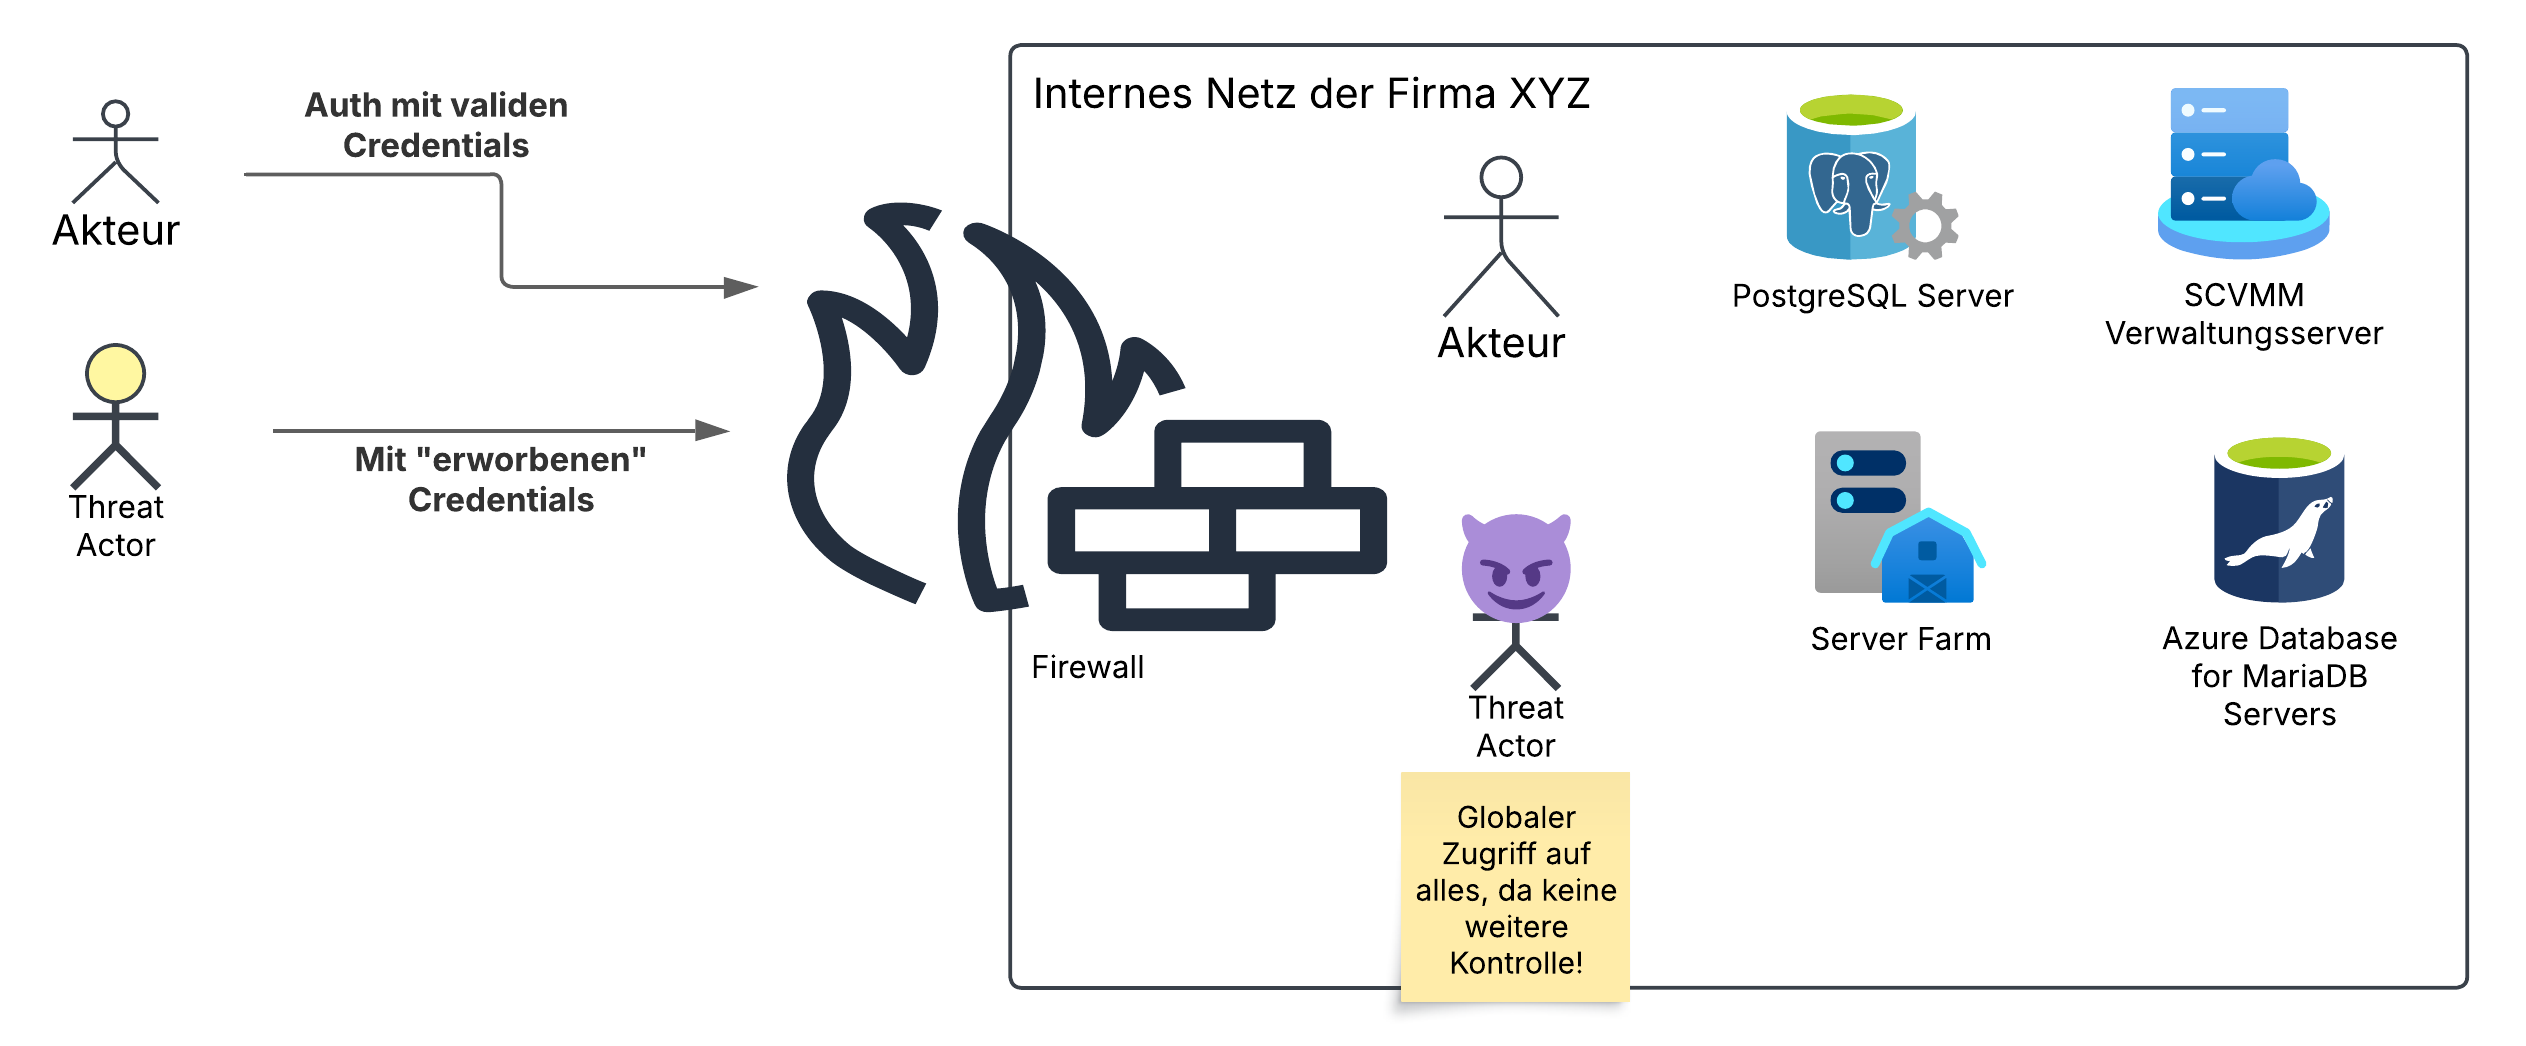 Auth mit validen
Credentials
Akteur
Mit "erworbenen"
Credentials
Threat
Actor
Internes Netz der Firma XYZ
Firewall
Akteur
PostgreSQL Server
SCVMM
Verwaltungsserver
Threat
Actor
Server Farm
Azure Database
for MariaDB
Servers
Globaler
Zugriff auf
alles, da keine
weitere
Kontrolle!